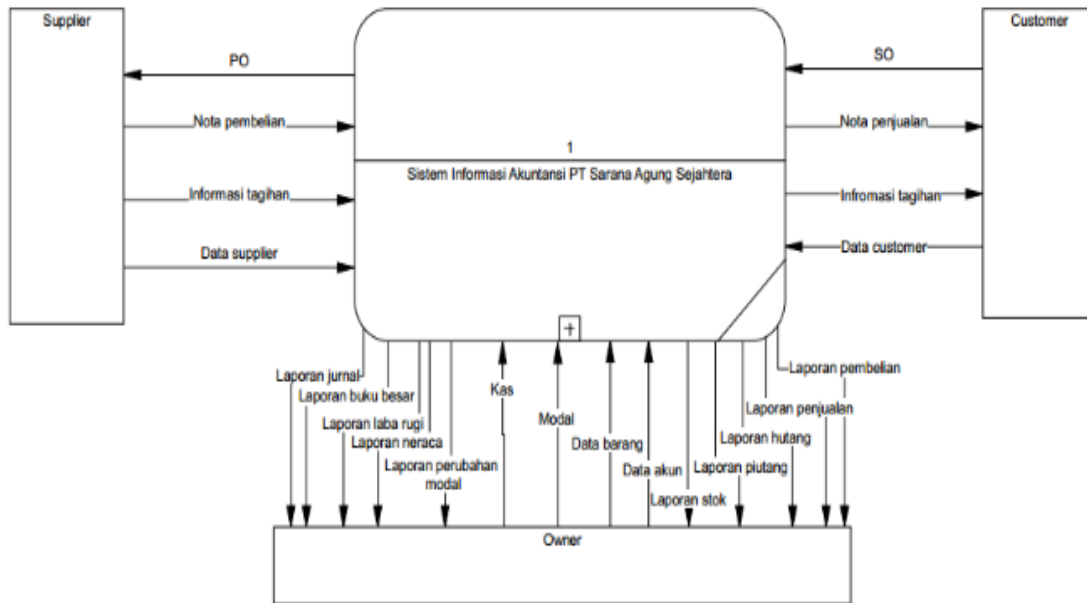 Supplier
Customer
PO
SO
Nota pembelian
Nota penjualan
1
Sistem Informasi Akuntansi PT Sarana Agung Sejahtera
Informasi tagihan
Infromasi tagihan
Data supplier
Data customer
Laporan jurnal
Laporan buku besar
Laporan laba rugi
Laporan neraca
Laporan perubahan
modal
Kas
Modal
Data barang
Data akun
Laporan stok
Laporan piutang
Laporan hutang
Laporan penjualan
Laporan pembelian
Owner